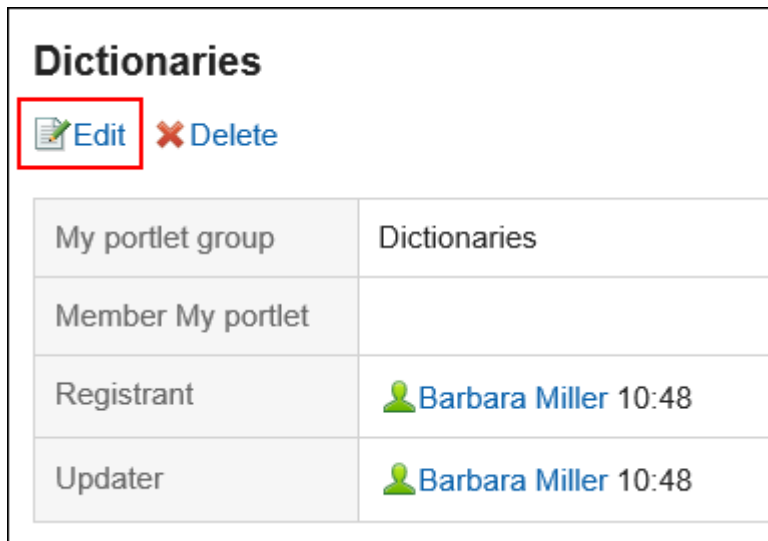 Dictionaries
Edit Delete
My portlet group Dictionaries
Member My portlet
Registrant Barbara Miller 10:48
Updater Barbara Miller 10:48